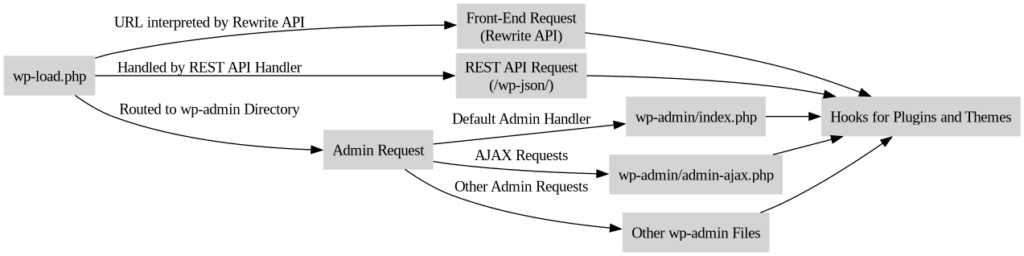 URL interpreted by Rewrite API
Front-End Request
(Rewrite API)
wp-load.php
Handled by REST API Handler
REST API Request
(/wp-json/)
Routed to wp-admin Directory
Default Admin Handler
wp-admin/index.php
Hooks for Plugins and Themes
Admin Request
AJAX Requests
wp-admin/admin-ajax.php
Other Admin Requests
Other wp-admin Files